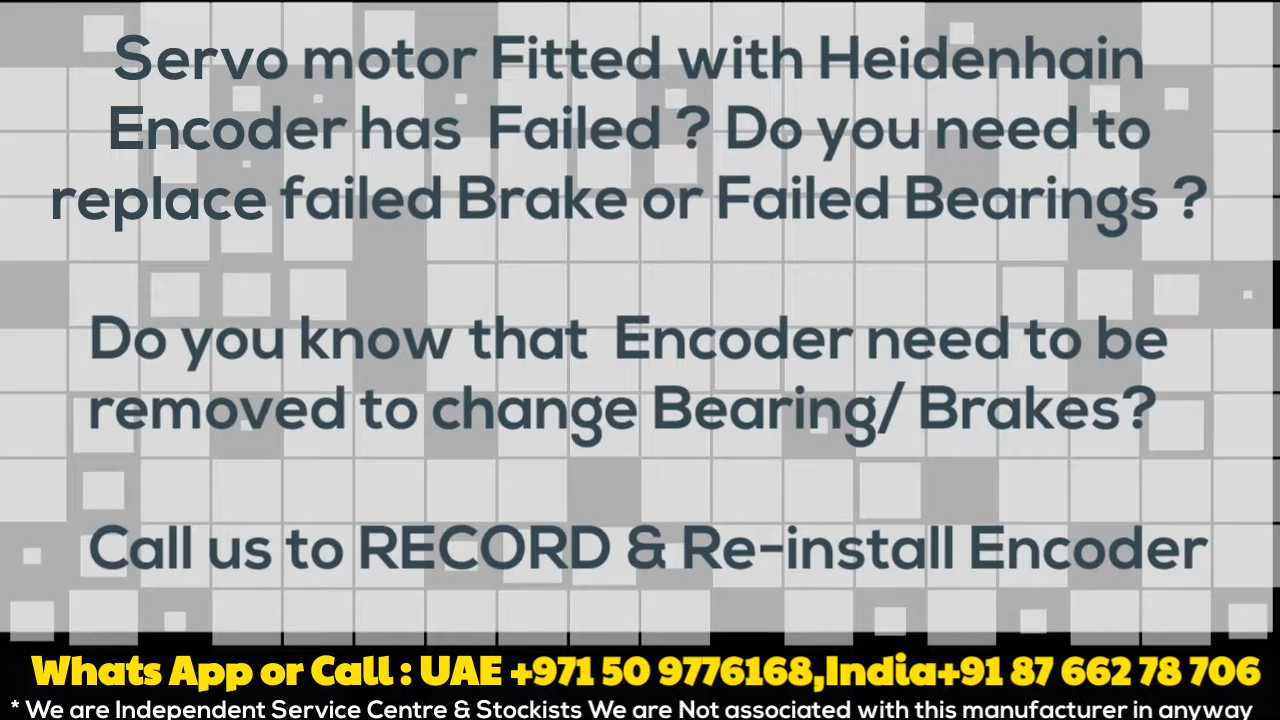 Servo motor Fitted with Heidenhain
Encoder has Failed ? Do you need to
replace failed Brake or Failed Bearings ?
Do you know that Encoder need to be
removed to change Bearing/ Brakes?
Call us to RECORD & Re-install Encoder
Whats App or Call : UAE +971 50 9776168,India+91 87 662 78 706
* We are Independent Service Centre & Stockists We are Not associated with this manufacturer in anyway